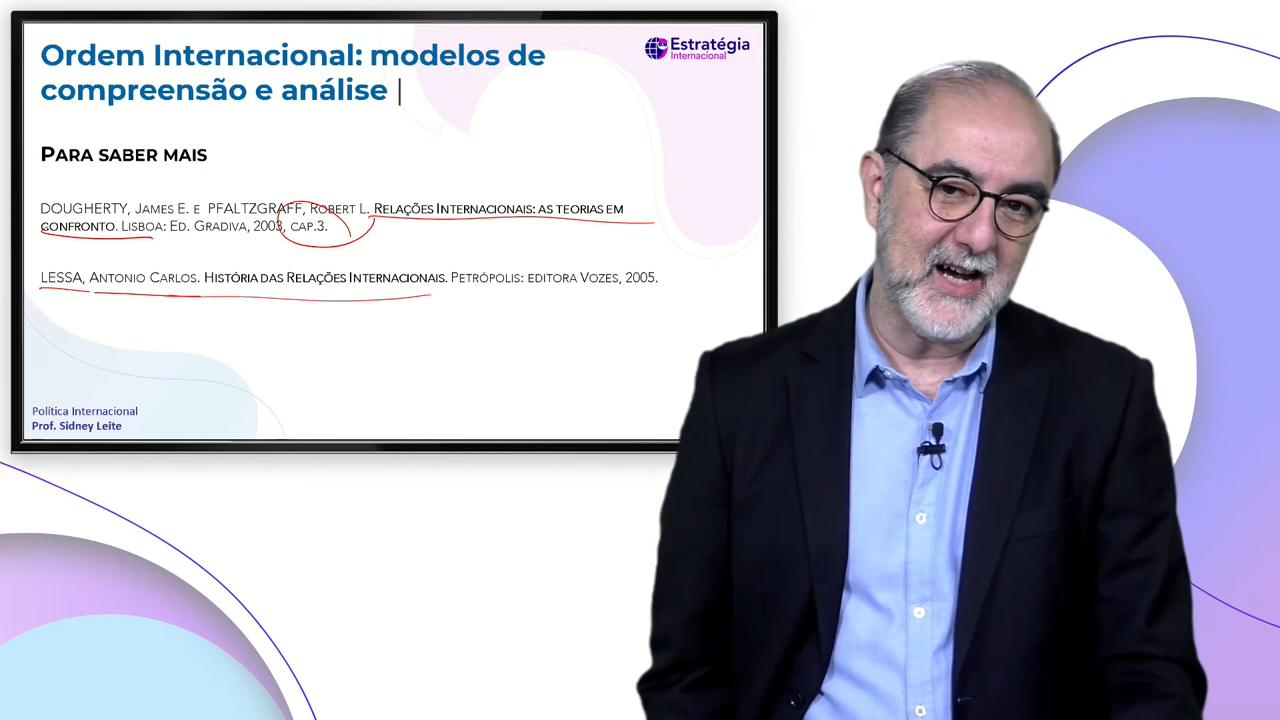 Ordem Internacional: modelos de
compreensão e análise |
Estratégia
Internacional
PARA SABER MAIS
DOUGHERTY, JAMES E. E PFALTZGRAFF, ROBERT L. RELAÇÕES INTERNACIONAIS: AS TEORIAS EM
CONFRONTO. LISBOA: ED. GRADIVA, 2003, CAP.3.
LESSA, ANTONIO CARLOS. HISTÓRIA DAS RELAÇÕES INTERNACIONAIS. PETRÓPOLIS: EDITORA VOZES, 2005.
Política Internacional
Prof. Sidney Leite